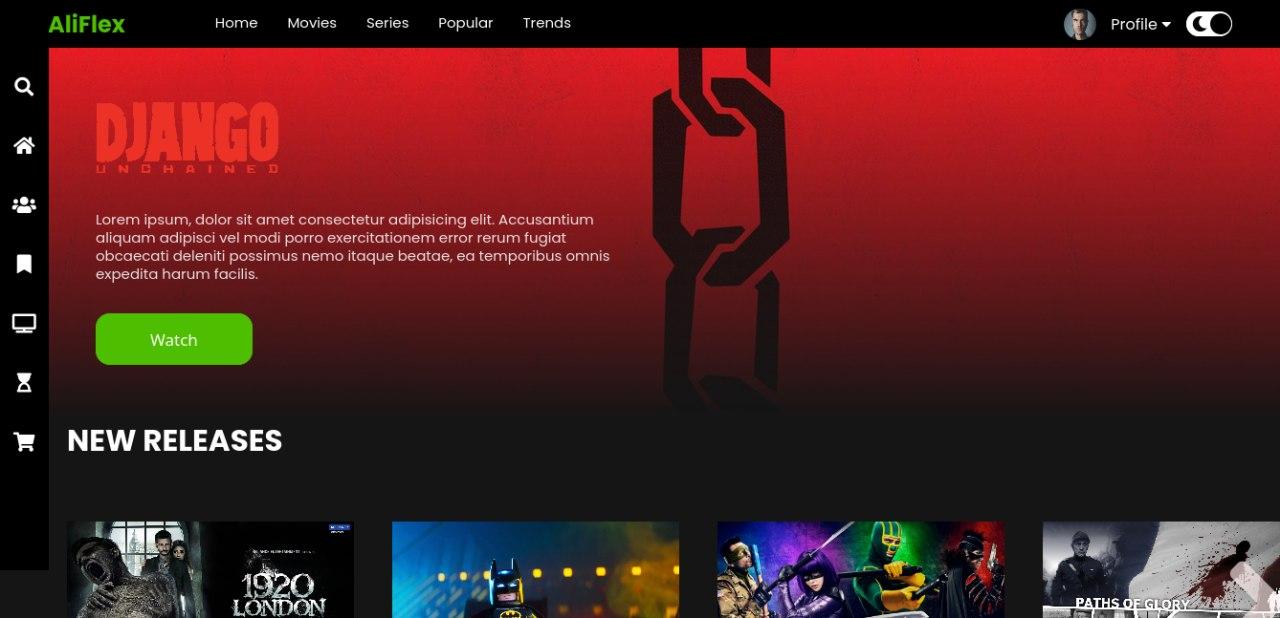 AliFlex
Home Movies Series Popular Trends
Profile
DJANGO
UNCHAINED
Lorem ipsum, dolor sit amet consectetur adipisicing elit. Accusantium
aliquam adipisci vel modi porro exercitationem error rerum fugiat
obcaecati deleniti possimus nemo itaque beatae, ea temporibus omnis
expedita harum facilis.
Watch
NEW RELEASES
1920
LONDON
PATHS OF GLORY